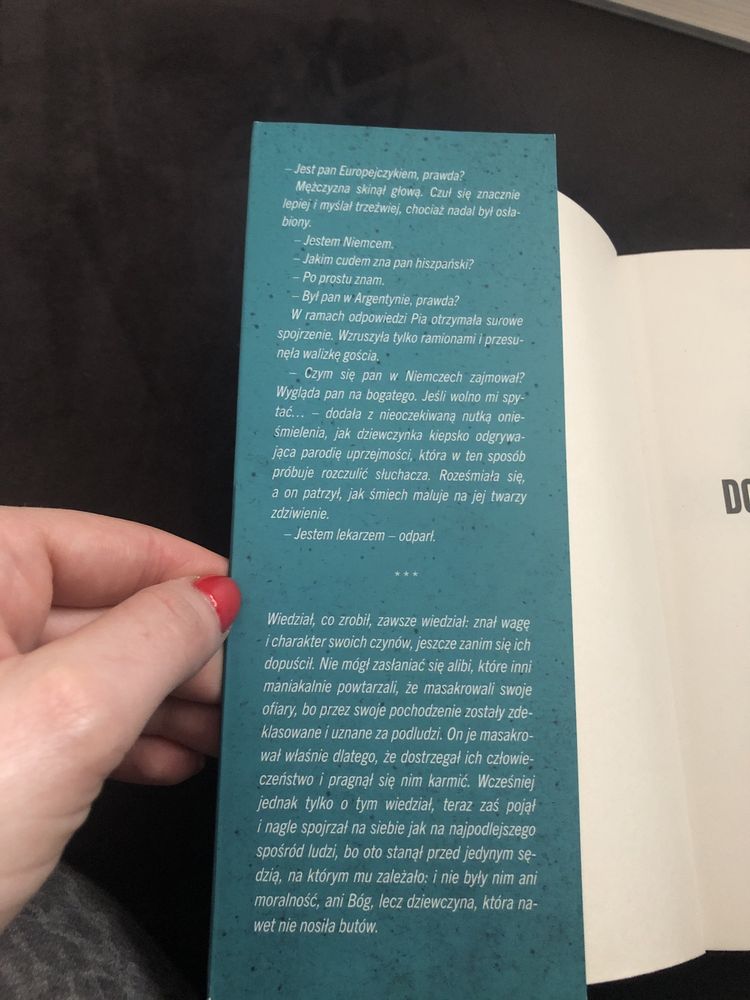 – Jest pan Europejczykiem, prawda?
Mężczyzna skinął głową. Czuł się znacznie
lepiej i myślał trzeźwiej, chociaż nadal był osła-
biony.
– Jestem Niemcem.
– Jakim cudem zna pan hiszpański?
– Po prostu znam.
– Był pan w Argentynie, prawda?
W ramach odpowiedzi Pia otrzymała surowe
spojrzenie. Wzruszyła tylko ramionami i przesu-
nęła walizkę gościa.
– Czym się pan w Niemczech zajmował?
Wygląda pan na bogatego. Jeśli wolno mi spy-
tać... – dodała z nieoczekiwaną nutką onie-
śmielenia, jak dziewczynka kiepsko odgrywa-
jąca parodię uprzejmości, która w ten sposób
próbuje rozczulić słuchacza. Roześmiała się,
a on patrzył, jak śmiech maluje na jej twarzy
zdziwienie.
– Jestem lekarzem – odparł.
***
Wiedział, co zrobił, zawsze wiedział: znał wagę
i charakter swoich czynów, jeszcze zanim się ich
dopuścił. Nie mógł zasłaniać się alibi, które inni
maniakalnie powtarzali, że masakrowali swoje
ofiary, bo przez swoje pochodzenie zostały zde-
klasowane i uznane za podludzi. On je masakro-
wał właśnie dlatego, że dostrzegał ich człowie-
czeństwo i pragnął się nim karmić. Wcześniej
jednak tylko o tym wiedział, teraz zaś pojął
i nagle spojrzał na siebie jak na najpodlejszego
spośród ludzi, bo oto stanął przed jedynym sę-
dzią, na którym mu zależało: i nie były nim ani
moralność, ani Bóg, lecz dziewczyna, która na-
wet nie nosiła butów.
DO